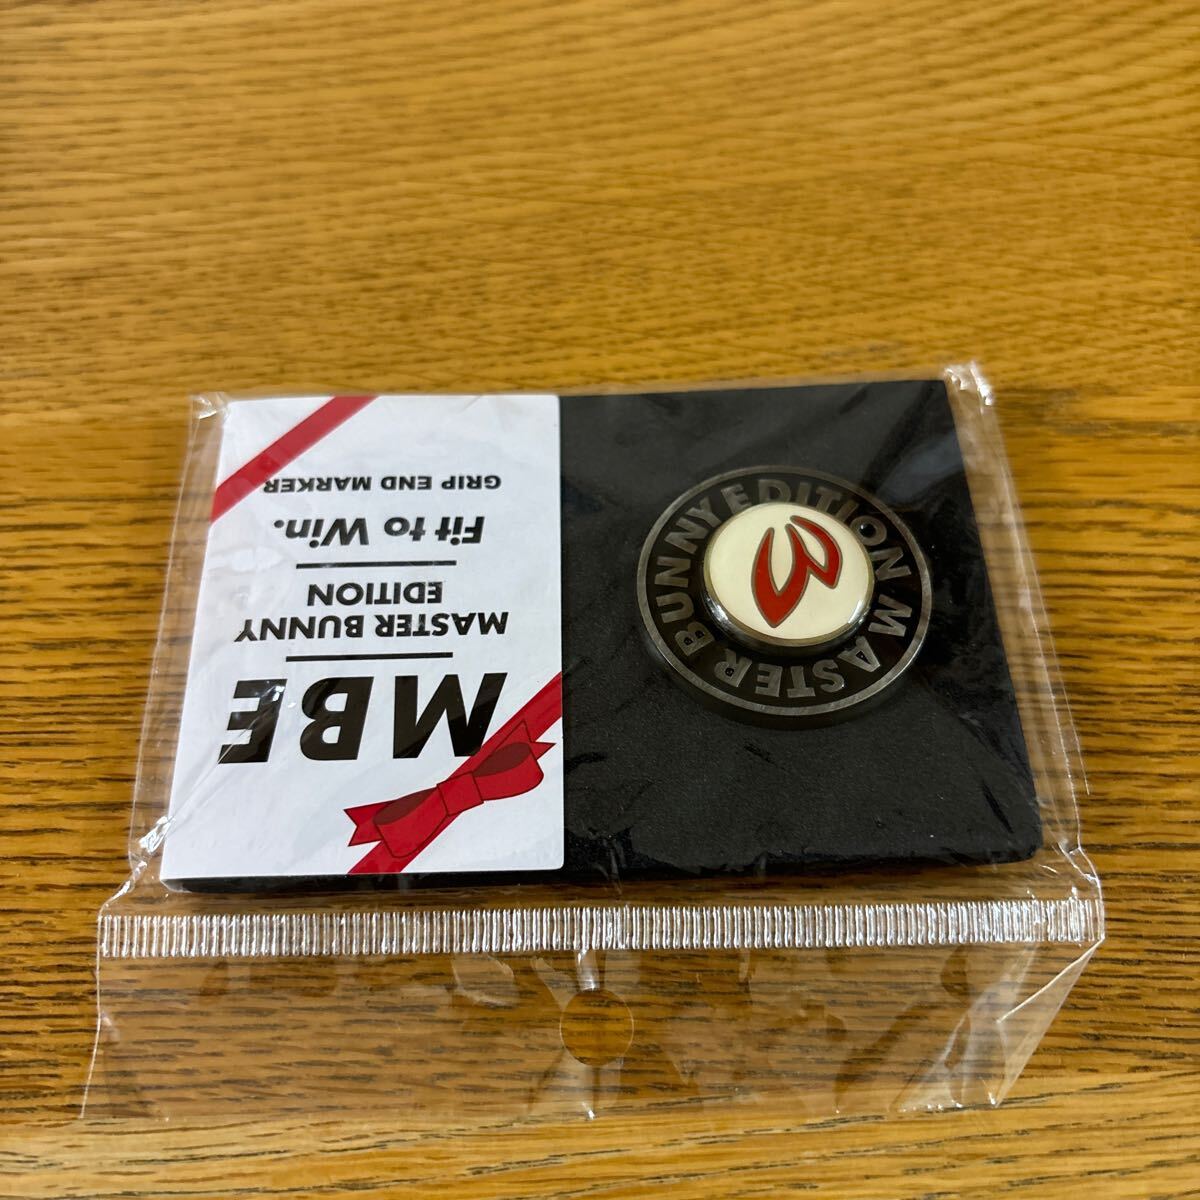 MBE
MASTER BUNNY
EDITION
Fit to Win.
GRIP END MARKER
MASTER BUNNY EDITION